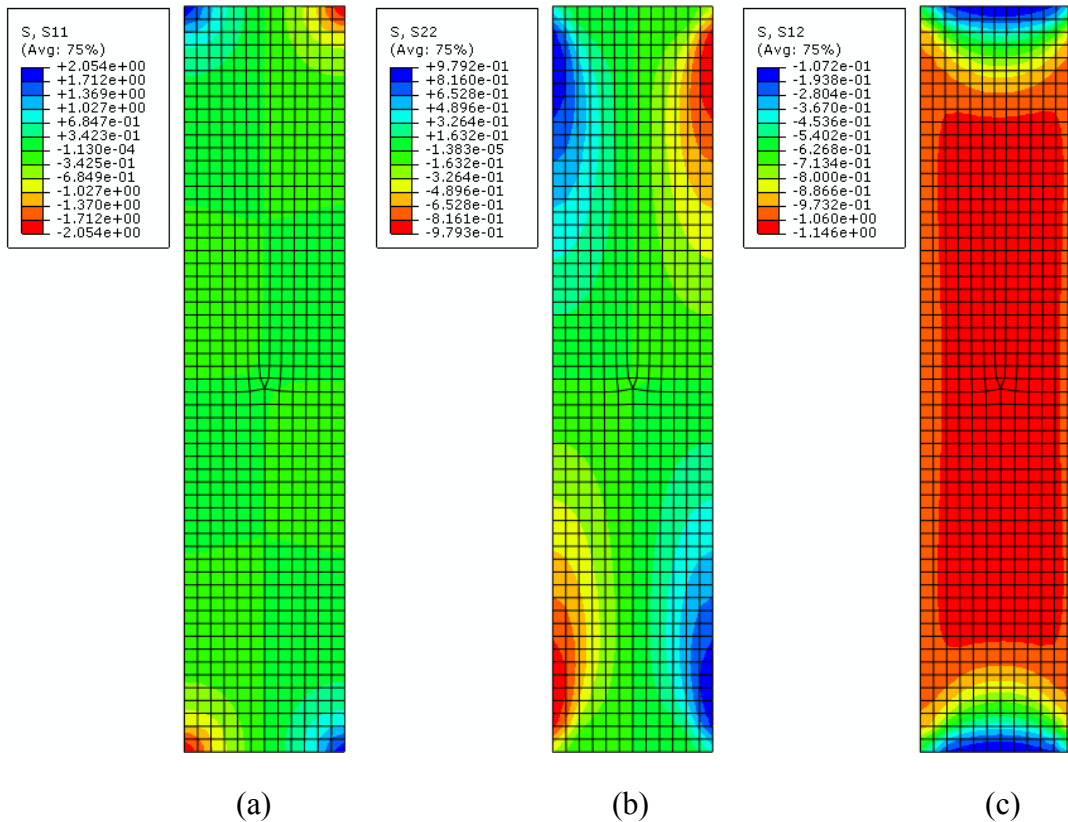 S, S11
(Avg: 75%)
+2.054e+00
+1.712e+00
+1.369e+00
+1.027e+00
+6.847e-01
+3.423e-01
-1.130e-04
-3.425e-01
-6.849e-01
-1.027e+00
-1.370e+00
-1.712e+00
-2.054e+00
S, S22
(Avg: 75%)
+9.792e-01
+8.160e-01
+6.528e-01
+4.896e-01
+3.264e-01
+1.632e-01
-1.383e-05
-1.632e-01
-3.264e-01
-4.896e-01
-6.528e-01
-8.161e-01
-9.793e-01
S, S12
(Avg: 75%)
-1.072e-01
-1.938e-01
-2.804e-01
-3.670e-01
-4.536e-01
-5.402e-01
-6.268e-01
-7.134e-01
-8.000e-01
-8.866e-01
-9.732e-01
-1.060e+00
-1.146e+00
(a)
(b)
(c)